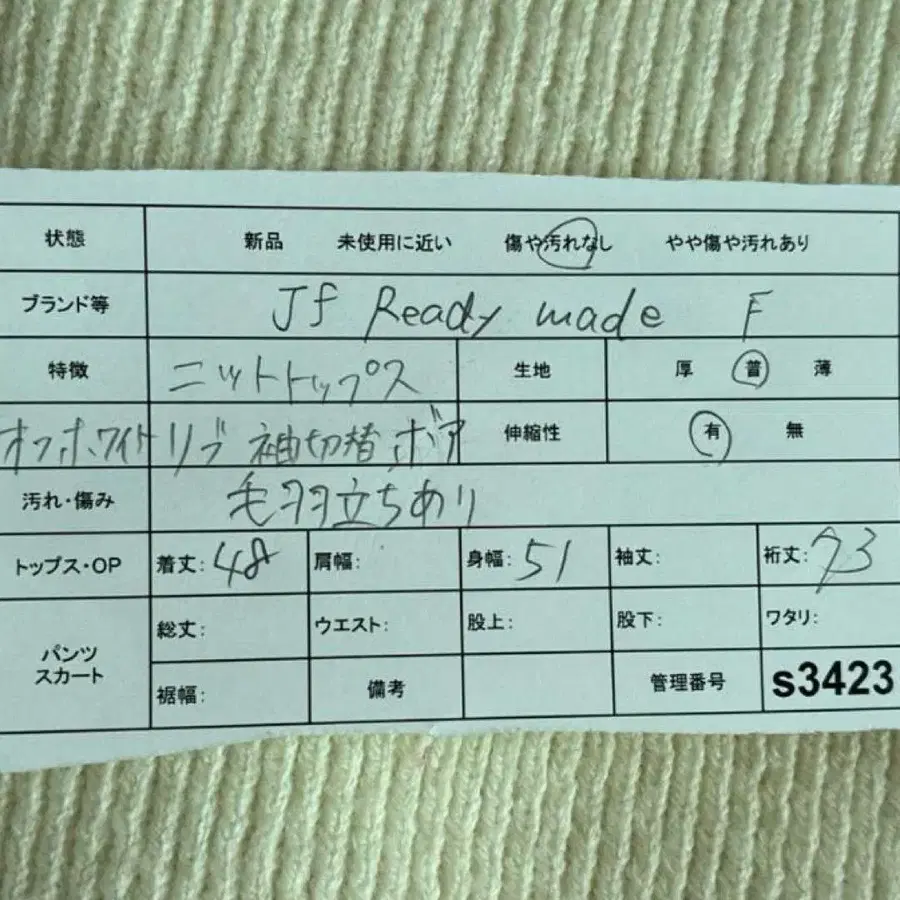 状態 新品 未使用に近い 傷や汚れなし やや傷や汚れあり
ブランド等 Jf Ready made F
特徴 ニットトップス 生地 厚 普 薄
オフホワイト リブ 袖切替 ボア 伸縮性 有 無
汚れ・傷み 毛羽立ちあり
トップス・OP 着丈: 48 肩幅: 身幅: 51 袖丈: 裄丈: 73
パンツ スカート 総丈: ウエスト: 股上: 股下: ワタリ:
裾幅: 備考 管理番号 s3423